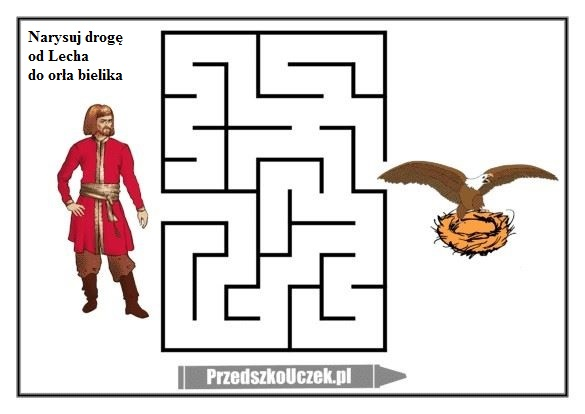 Narysuj drogę
od Lecha
do orła bielika
PrzedszkoUczek.pl